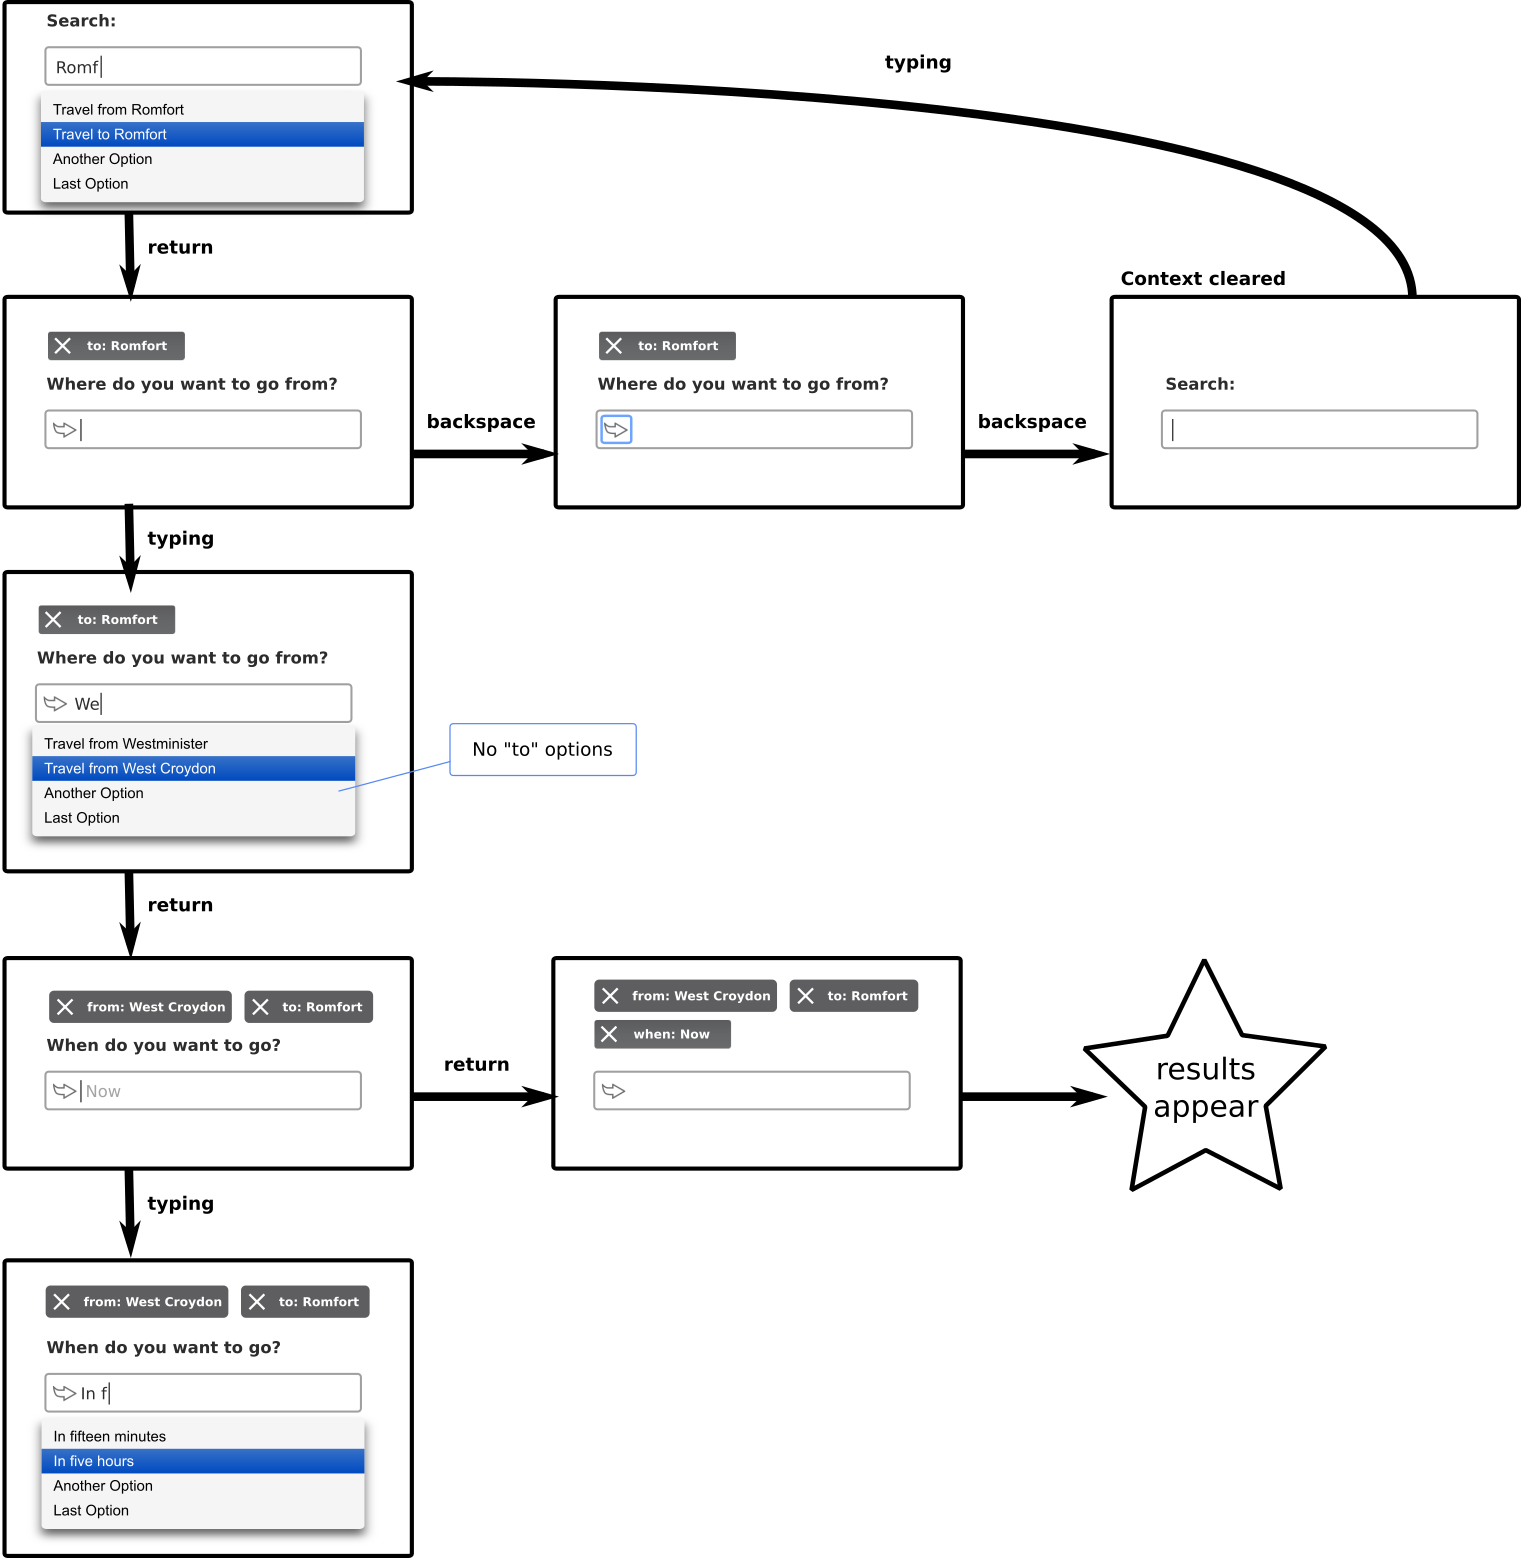 Search:
Romf
Travel from Romfort
Travel to Romfort
Another Option
Last Option
typing
return
Context cleared
to: Romfort
Where do you want to go from?
backspace
to: Romfort
Where do you want to go from?
backspace
Search:
typing
to: Romfort
Where do you want to go from?
We
Travel from Westminister
Travel from West Croydon
Another Option
Last Option
No "to" options
return
from: West Croydon to: Romfort
When do you want to go?
Now
return
from: West Croydon to: Romfort
when: Now
results
appear
typing
from: West Croydon to: Romfort
When do you want to go?
In f
In fifteen minutes
In five hours
Another Option
Last Option